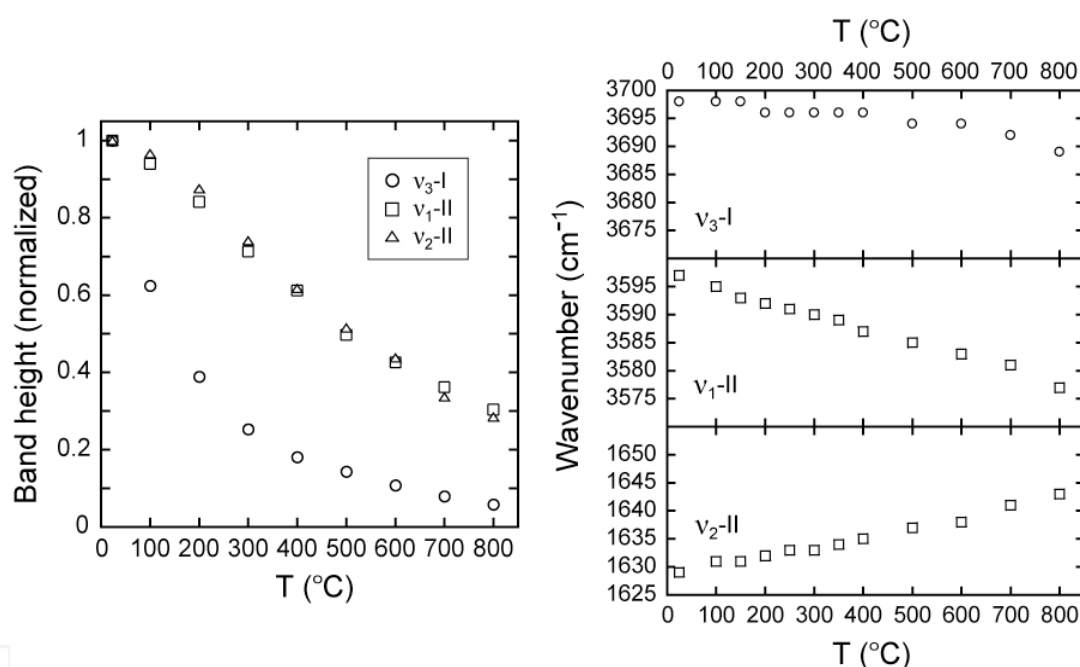 Band height (normalized)
1
0.8
0.6
0.4
0.2
0
0 100 200 300 400 500 600 700 800
T (°C)
ν3-I
ν1-II
ν2-II
T (°C)
0 100 200 300 400 500 600 700 800
Wavenumber (cm-1)
3700
3695
3690
3685
3680
3675
ν3-I
3595
3590
3585
3580
3575
ν1-II
1650
1645
1640
1635
1630
1625
ν2-II
0 100 200 300 400 500 600 700 800
T (°C)